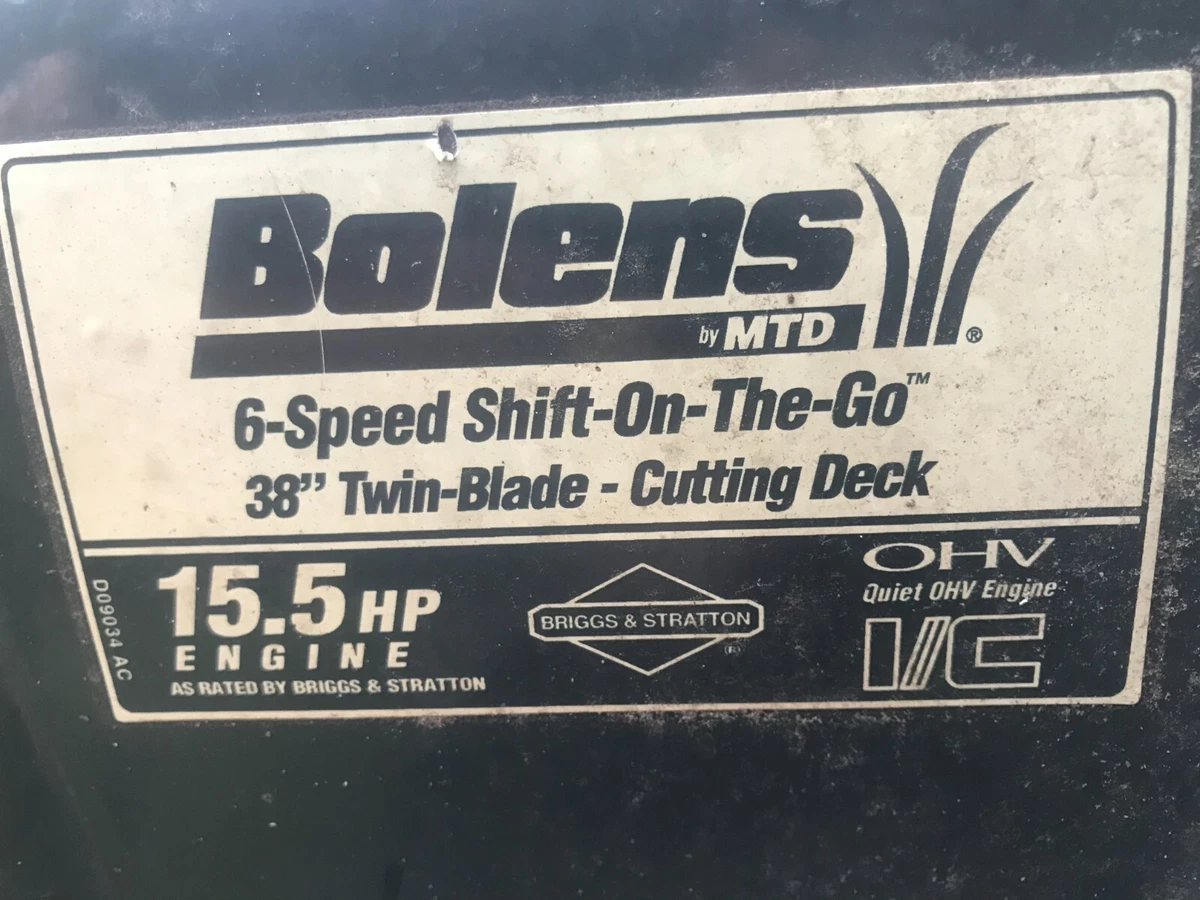 Bolens
by MTD ®
6-Speed Shift-On-The-Go™
38” Twin-Blade - Cutting Deck
15.5 HP
ENGINE
AS RATED BY BRIGGS & STRATTON
D09034 AC
BRIGGS & STRATTON
(R)
OHV
Quiet OHV Engine
I/C